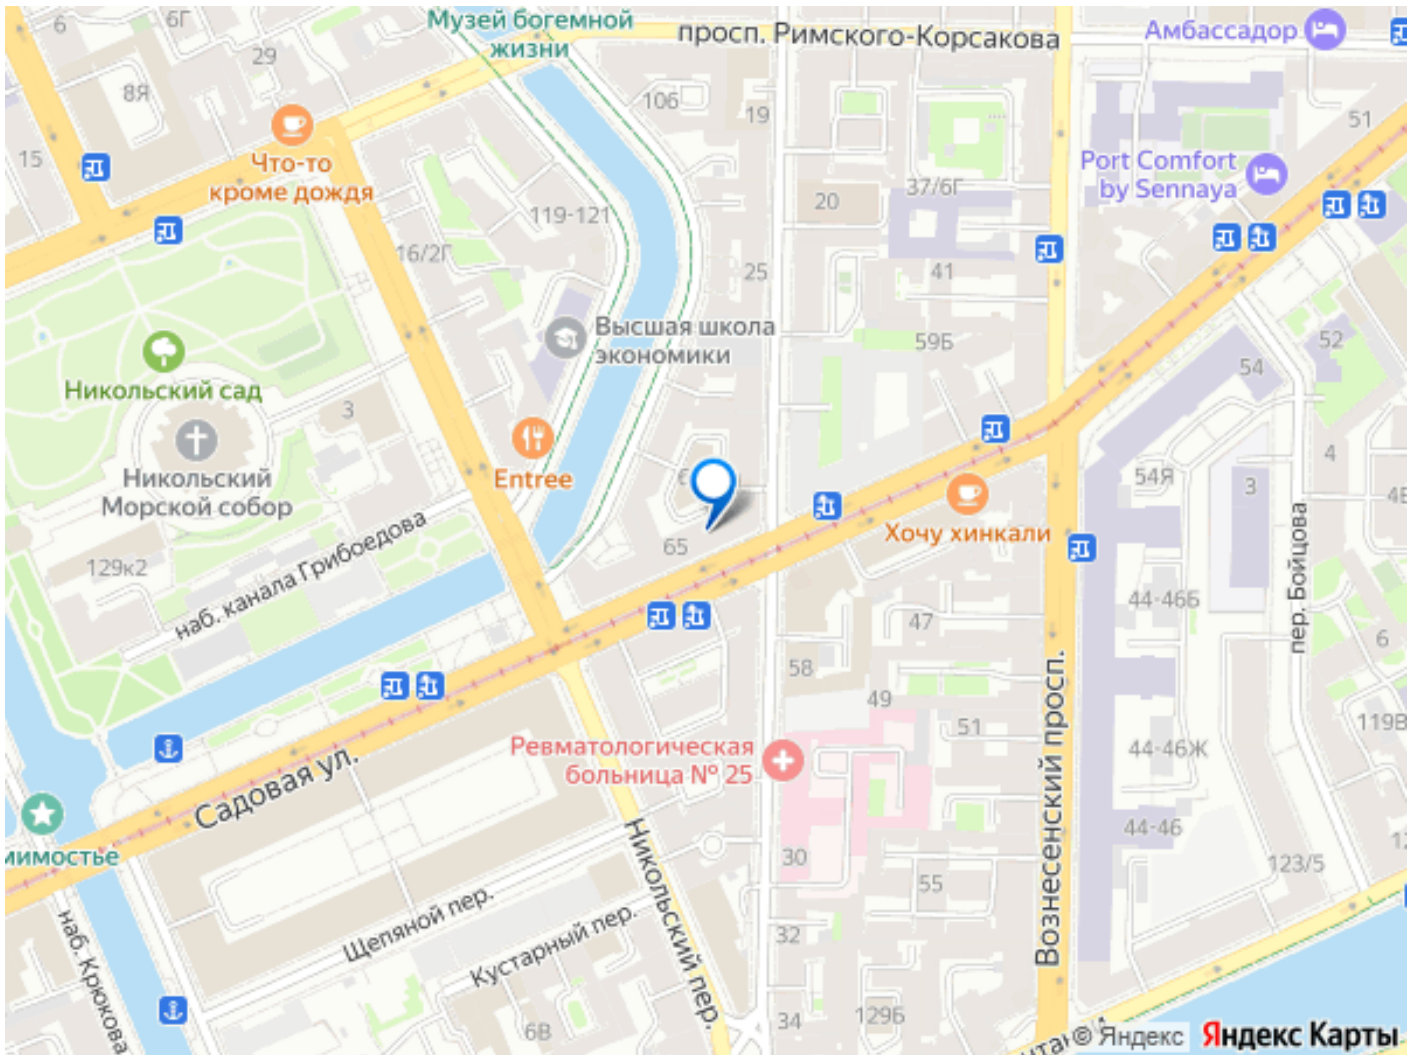 Музей богемной
жизни
просп. Римского-Корсакова
Амбассадор
6
6Г
29
8Я
106
19
51
15
Что-то
кроме дождя
Port Comfort
by Sennaya
37/6Г
20
119-121
16/2Г
25
41
Высшая школа
экономики
59Б
52
54
Никольский сад
3
Никольский
Морской собор
Entree
4
54Я
3
Хочу хинкали
наб. канала Грибоедова
65
129к2
44-46Б
пер. Бойцова
47
6
58
49
51
119В
Ревматологическая
больница № 25
44-46Ж
Садовая ул.
Вознесенский просп.
44-46
Никольский пер.
30
123/5
55
Щепяной пер.
Кустарный пер.
32
наб. Крюкова
6В
34
129Б
© Яндекс
Яндекс Карты